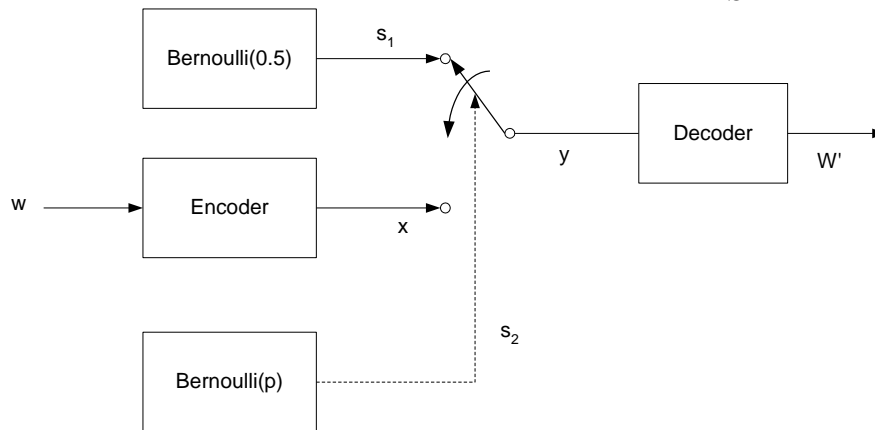 Bernoulli(0.5)
s1
Decoder
y
W'
w
Encoder
x
s2
Bernoulli(p)